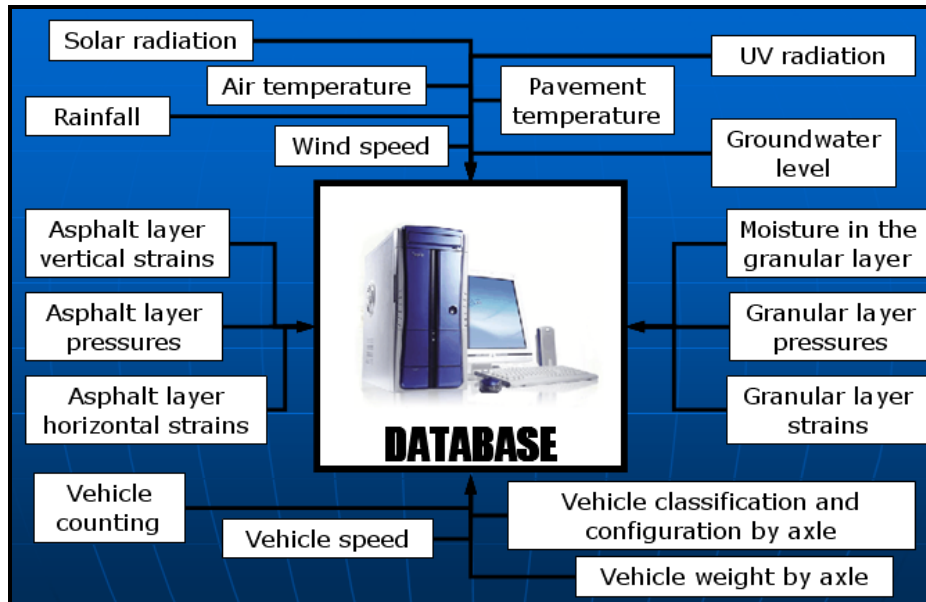 Solar radiation
UV radiation
Air temperature
Pavement
temperature
Rainfall
Wind speed
Groundwater
level
Asphalt layer
vertical strains
Moisture in the
granular layer
Asphalt layer
pressures
Granular layer
pressures
Asphalt layer
horizontal strains
Granular layer
strains
DATABASE
Vehicle
counting
Vehicle classification and
configuration by axle
Vehicle speed
Vehicle weight by axle